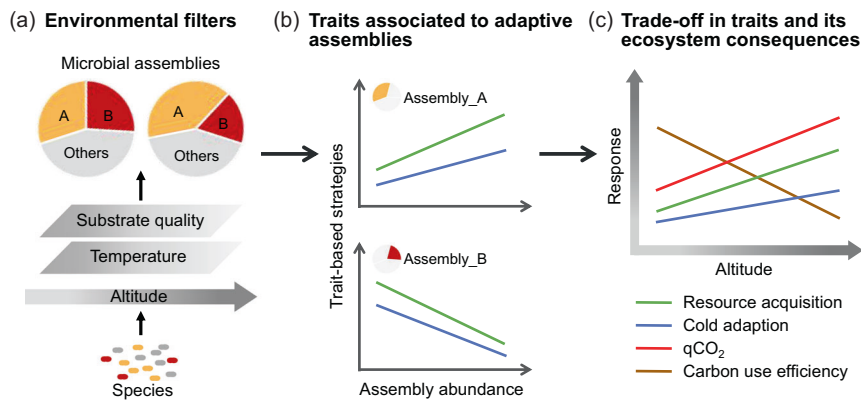 (a) Environmental filters
Microbial assemblies
A
B
Others
A
B
Others
Substrate quality
Temperature
Altitude
Species
(b) Traits associated to adaptive
assemblies
Assembly_A
Assembly_B
Trait-based strategies
Assembly abundance
(c) Trade-off in traits and its
ecosystem consequences
Response
Altitude
Resource acquisition
Cold adaption
qCO₂
Carbon use efficiency